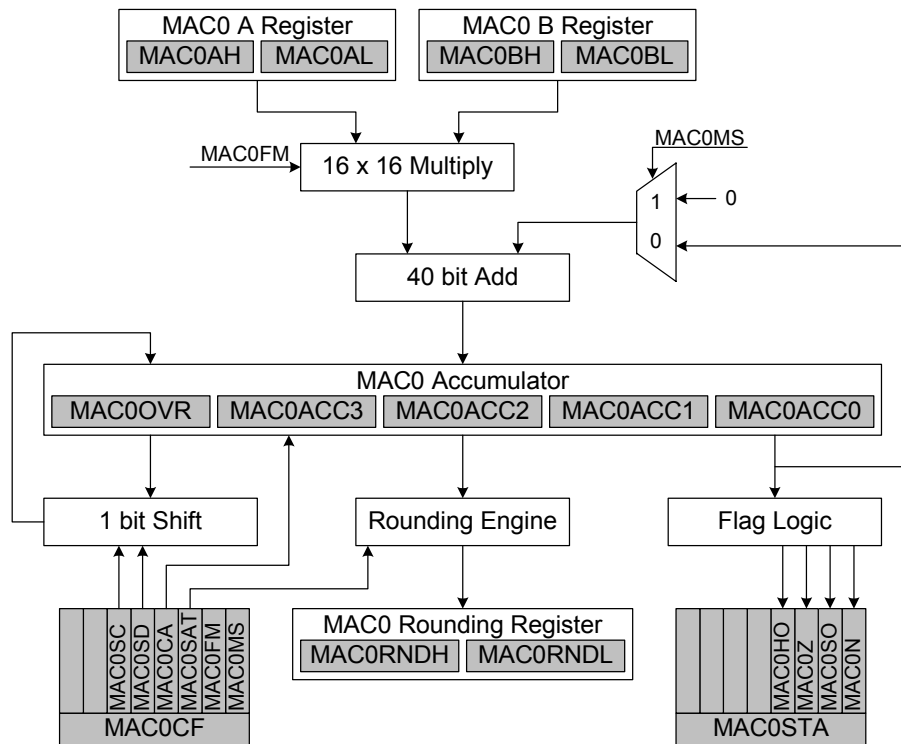 MAC0 A Register
MAC0AH MAC0AL
MAC0 B Register
MAC0BH MAC0BL
MAC0FM
16 x 16 Multiply
MAC0MS
1
0
0
40 bit Add
MAC0 Accumulator
MAC0OVR MAC0ACC3 MAC0ACC2 MAC0ACC1 MAC0ACC0
1 bit Shift
Rounding Engine
Flag Logic
MAC0SC
MAC0SD
MAC0CA
MAC0SAT
MAC0FM
MAC0MS
MAC0CF
MAC0 Rounding Register
MAC0RNDH MAC0RNDL
MAC0HO
MAC0Z
MAC0SO
MAC0N
MAC0STA